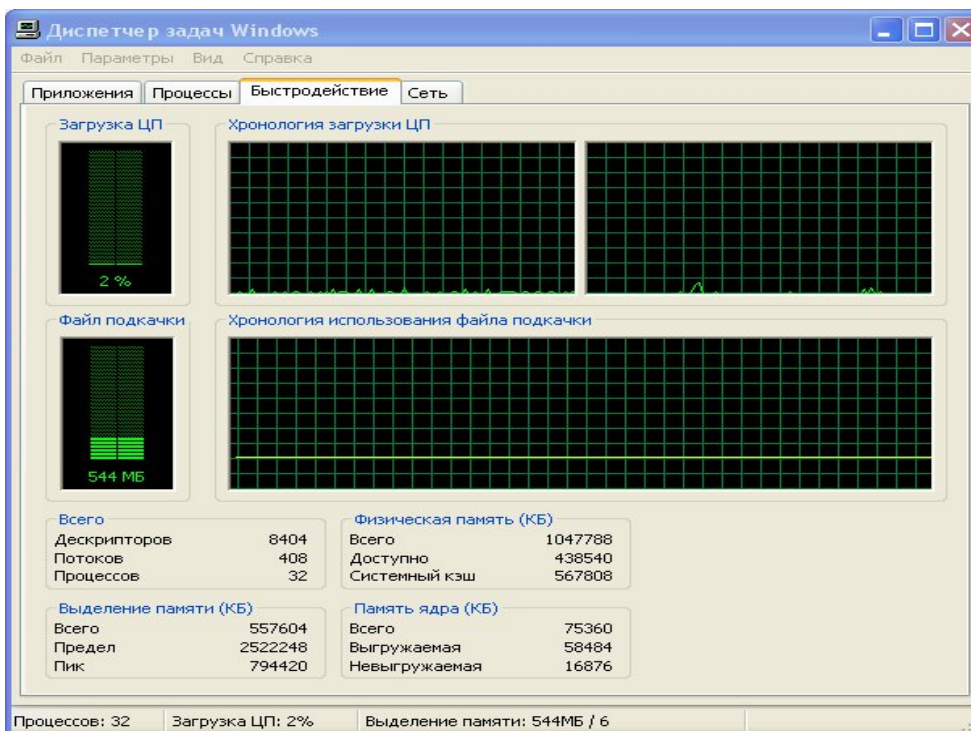 Диспетчер задач Windows
Файл Параметры Вид Справка
Приложения Процессы Быстродействие Сеть
Загрузка ЦП
2 %
Хронология загрузки ЦП
Файл подкачки
544 МБ
Хронология использования файла подкачки
Всего
Дескрипторов 8404
Потоков 408
Процессов 32
Физическая память (КБ)
Всего 1047788
Доступно 438540
Системный кэш 567808
Выделение памяти (КБ)
Всего 557604
Предел 2522248
Пик 794420
Память ядра (КБ)
Всего 75360
Выгружаемая 58484
Невыгружаемая 16876
Процессов: 32 Загрузка ЦП: 2% Выделение памяти: 544МБ / 6